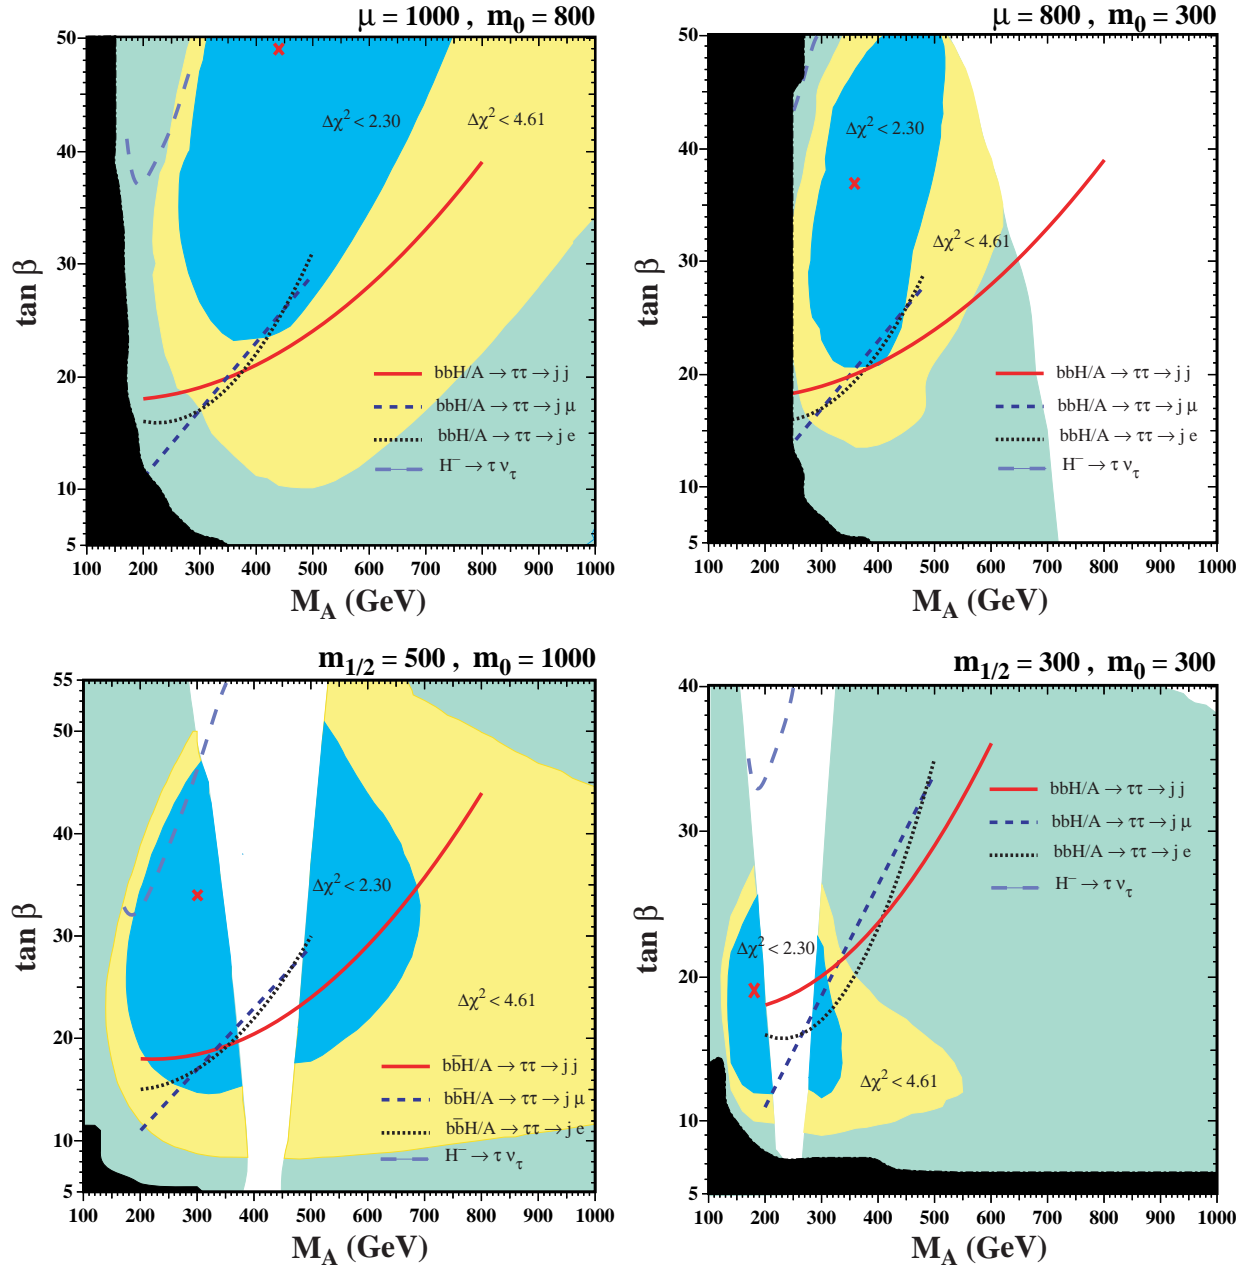 μ = 1000 , m0 = 800
50
40
30
20
10
5
tan β
Δχ² < 2.30
Δχ² < 4.61
bbH/A → ττ → j j
bbH/A → ττ → j μ
bbH/A → ττ → j e
H⁻ → τ ντ
100 200 300 400 500 600 700 800 900 1000
MA (GeV)
μ = 800 , m0 = 300
50
40
30
20
10
5
tan β
Δχ² < 2.30
Δχ² < 4.61
bbH/A → ττ → j j
bbH/A → ττ → j μ
bbH/A → ττ → j e
H⁻ → τ ντ
100 200 300 400 500 600 700 800 900 1000
MA (GeV)
m1/2 = 500 , m0 = 1000
55
50
40
30
20
10
5
tan β
Δχ² < 2.30
Δχ² < 4.61
bb̄H/A → ττ → j j
bb̄H/A → ττ → j μ
bb̄H/A → ττ → j e
H⁻ → τ ντ
100 200 300 400 500 600 700 800 900 1000
MA (GeV)
m1/2 = 300 , m0 = 300
40
30
20
10
5
tan β
bbH/A → ττ → j j
bbH/A → ττ → j μ
bbH/A → ττ → j e
H⁻ → τ ντ
Δχ² < 2.30
Δχ² < 4.61
100 200 300 400 500 600 700 800 900 1000
MA (GeV)